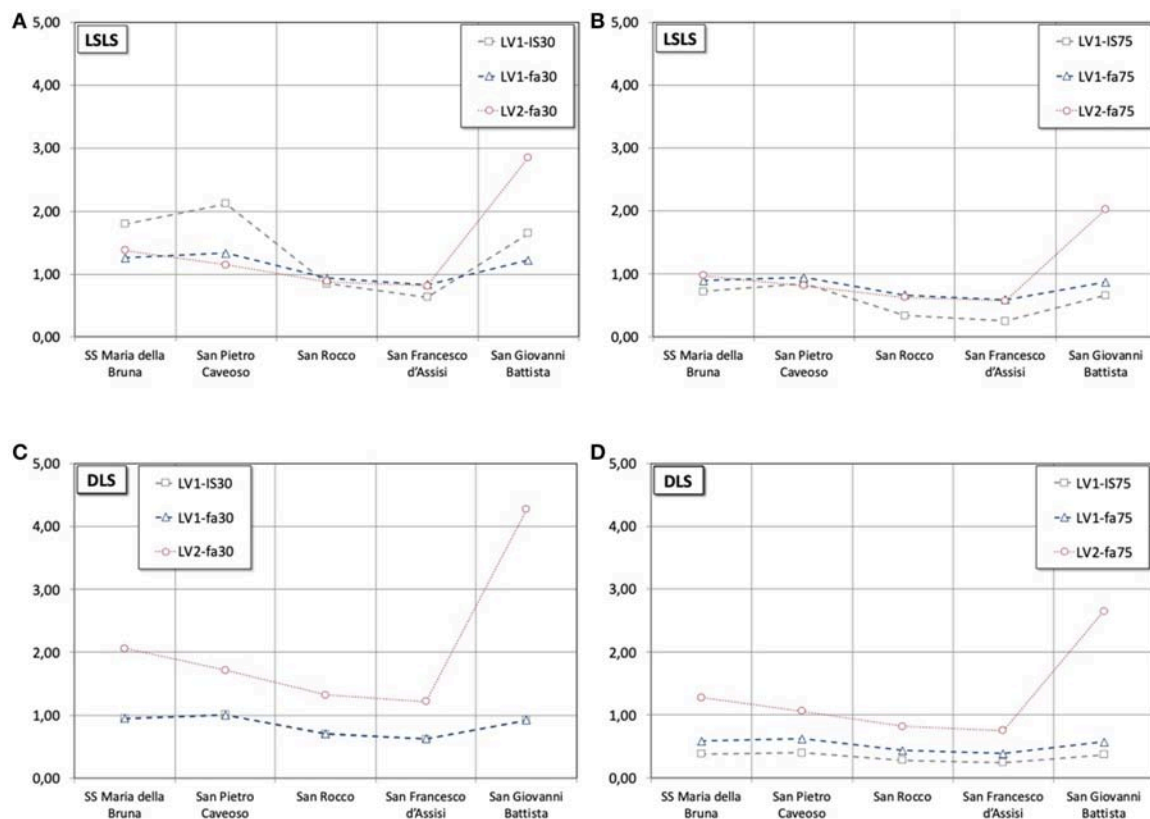 A
LSLS
LV1-IS30
LV1-fa30
LV2-fa30
5,00
4,00
3,00
2,00
1,00
0,00
SS Maria della
Bruna
San Pietro
Caveoso
San Rocco
San Francesco
d'Assisi
San Giovanni
Battista
B
LSLS
LV1-IS75
LV1-fa75
LV2-fa75
5,00
4,00
3,00
2,00
1,00
0,00
SS Maria della
Bruna
San Pietro
Caveoso
San Rocco
San Francesco
d'Assisi
San Giovanni
Battista
C
DLS
LV1-IS30
LV1-fa30
LV2-fa30
5,00
4,00
3,00
2,00
1,00
0,00
SS Maria della
Bruna
San Pietro
Caveoso
San Rocco
San Francesco
d'Assisi
San Giovanni
Battista
D
DLS
LV1-IS75
LV1-fa75
LV2-fa75
5,00
4,00
3,00
2,00
1,00
0,00
SS Maria della
Bruna
San Pietro
Caveoso
San Rocco
San Francesco
d'Assisi
San Giovanni
Battista